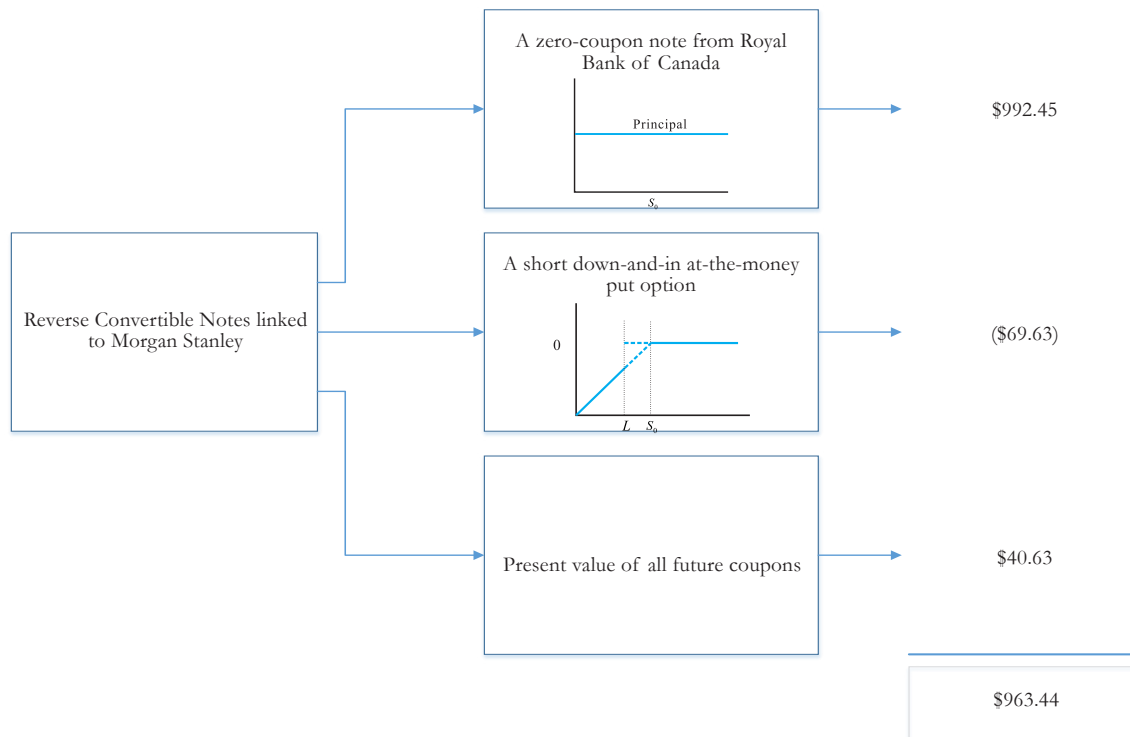 A zero-coupon note from Royal
Bank of Canada
Principal
S₀
$992.45
Reverse Convertible Notes linked
to Morgan Stanley
A short down-and-in at-the-money
put option
0
L S₀
($69.63)
Present value of all future coupons
$40.63
$963.44